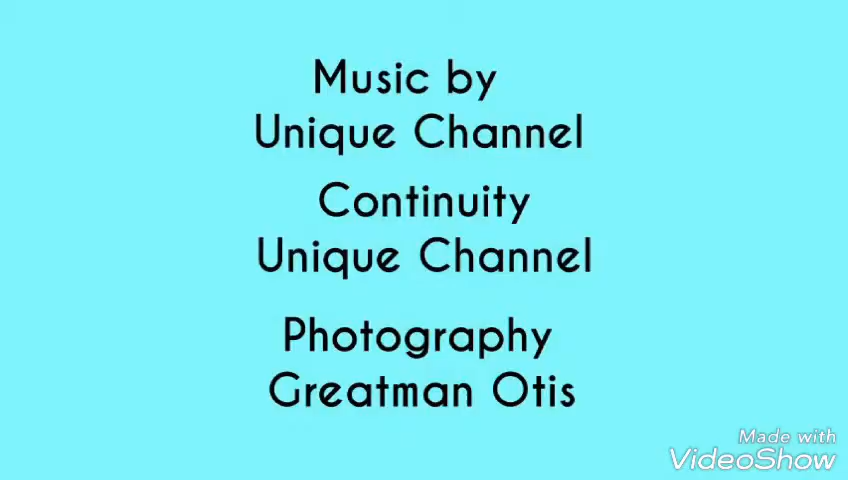 Music by
Unique Channel
Continuity
Unique Channel
Photography
Greatman Otis
Made with
VideoShow